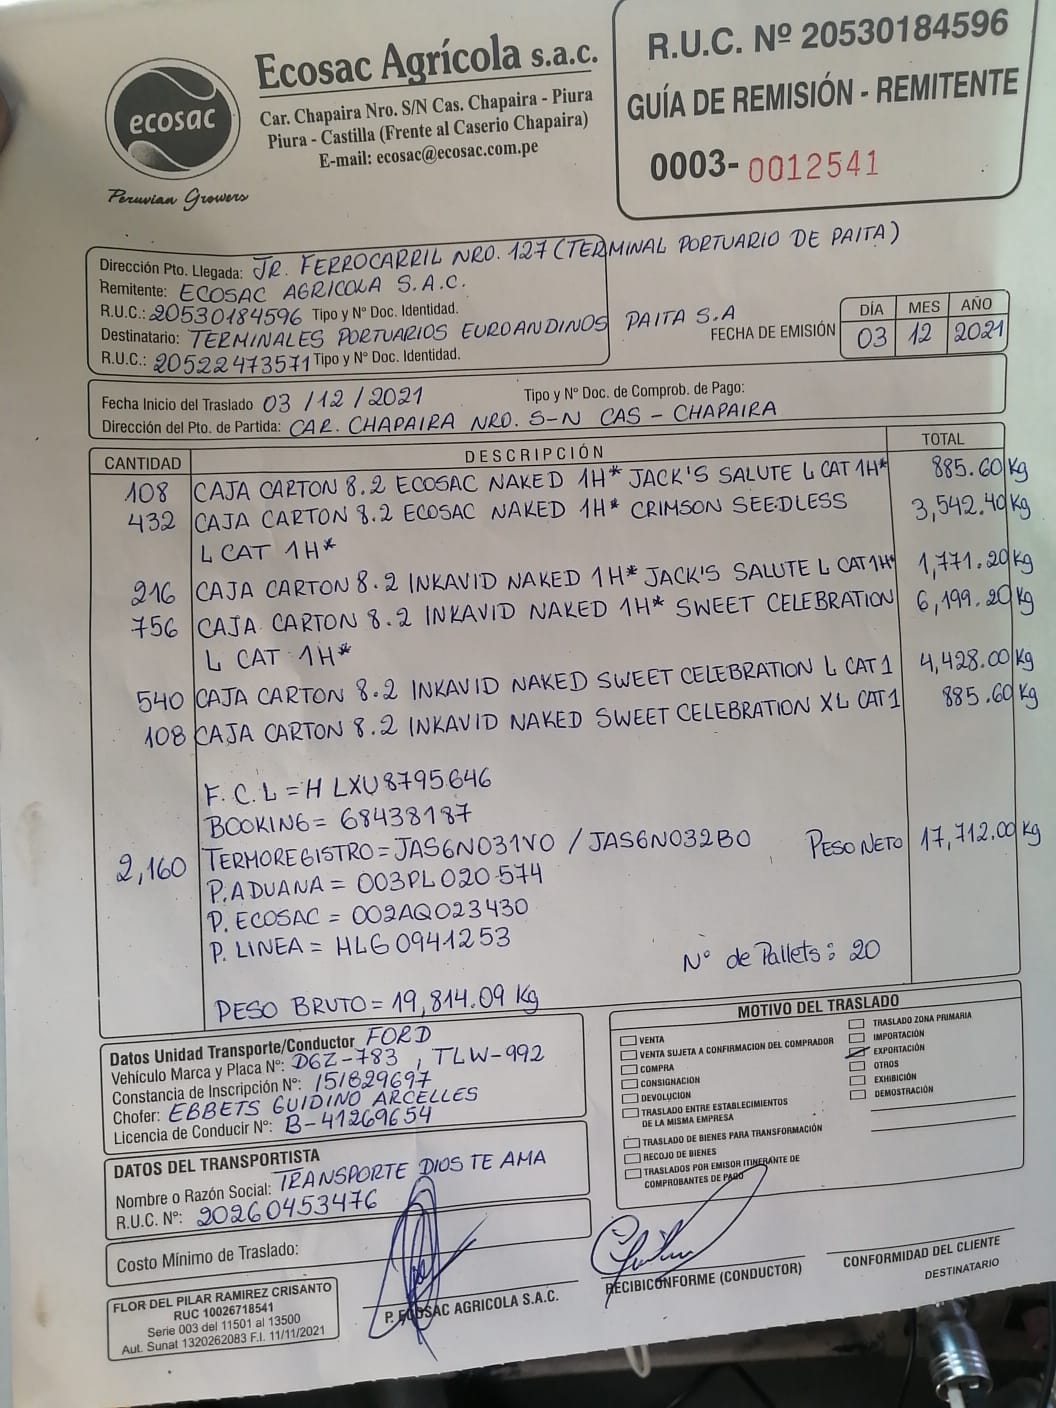 ecosac
Peruvian Growers
Ecosac Agrícola s.a.c.
Car. Chapaira Nro. S/N Cas. Chapaira - Piura
Piura - Castilla (Frente al Caserio Chapaira)
E-mail: ecosac@ecosac.com.pe
R.U.C. Nº 20530184596
GUÍA DE REMISIÓN - REMITENTE
0003- 0012541
Dirección Pto. Llegada: JR. FERROCARRIL NRO. 127 (TERMINAL PORTUARIO DE PAITA)
Remitente: ECOSAC AGRICOLA S.A.C.
R.U.C.: 20530184596 Tipo y Nº Doc. Identidad.
Destinatario: TERMINALES PORTUARIOS EUROANDINOS PAITA S.A
R.U.C.: 20522473571 Tipo y Nº Doc. Identidad.
FECHA DE EMISIÓN
DÍA MES AÑO
03 12 2021
Fecha Inicio del Traslado 03/12/2021 Tipo y Nº Doc. de Comprob. de Pago:
Dirección del Pto. de Partida: CAR. CHAPAIRA NRO. S-N CAS - CHAPAIRA
CANTIDAD DESCRIPCIÓN TOTAL
108 CAJA CARTON 8.2 ECOSAC NAKED 1H* JACK'S SALUTE L CAT 1H* 885.60 Kg
432 CAJA CARTON 8.2 ECOSAC NAKED 1H* CRIMSON SEEDLESS 3,542.40 Kg
L CAT 1H*
216 CAJA CARTON 8.2 INKAVID NAKED 1H* JACK'S SALUTE L CAT 1H* 1,771.20 Kg
756 CAJA CARTON 8.2 INKAVID NAKED 1H* SWEET CELEBRATION 6,199.20 Kg
L CAT 1H*
540 CAJA CARTON 8.2 INKAVID NAKED SWEET CELEBRATION L CAT 1 4,428.00 Kg
108 CAJA CARTON 8.2 INKAVID NAKED SWEET CELEBRATION XL CAT 1 885.60 Kg
F.C.L = HLXU8795646
BOOKING = 68438187
2,160 TERMOREGISTRO = JAS6N031V0 / JAS6N032B0 PESO NETO 17,712.00 Kg
P.ADUANA = 003PL020574
P. ECOSAC = 002AQ023430
P. LINEA = HLG0941253
Nº de Pallets: 20
PESO BRUTO = 19,814.09 Kg
Datos Unidad Transporte/Conductor FORD
Vehículo Marca y Placa Nº: D6Z-783, TLW-992
Constancia de Inscripción Nº: 151829697
Chofer: EBBETS GUIDINO ARCELLES
Licencia de Conducir Nº: B-41269654
DATOS DEL TRANSPORTISTA
Nombre o Razón Social: TRANSPORTE DIOS TE AMA
R.U.C. Nº: 20260453476
Costo Mínimo de Traslado:
MOTIVO DEL TRASLADO
VENTA
VENTA SUJETA A CONFIRMACION DEL COMPRADOR
COMPRA
CONSIGNACION
DEVOLUCION
TRASLADO ENTRE ESTABLECIMIENTOS
DE LA MISMA EMPRESA
TRASLADO DE BIENES PARA TRANSFORMACIÓN
RECOJO DE BIENES
TRASLADOS POR EMISOR ITINERANTE DE
COMPROBANTES DE PAGO
TRASLADO ZONA PRIMARIA
IMPORTACIÓN
EXPORTACIÓN
OTROS
EXHIBICIÓN
DEMOSTRACIÓN
FLOR DEL PILAR RAMIREZ CRISANTO
RUC 10026718541
Serie 003 del 11501 al 13500
Aut. Sunat 1320262083 F.I. 11/11/2021
P. ECOSAC AGRICOLA S.A.C.
RECIBI CONFORME (CONDUCTOR)
CONFORMIDAD DEL CLIENTE
DESTINATARIO